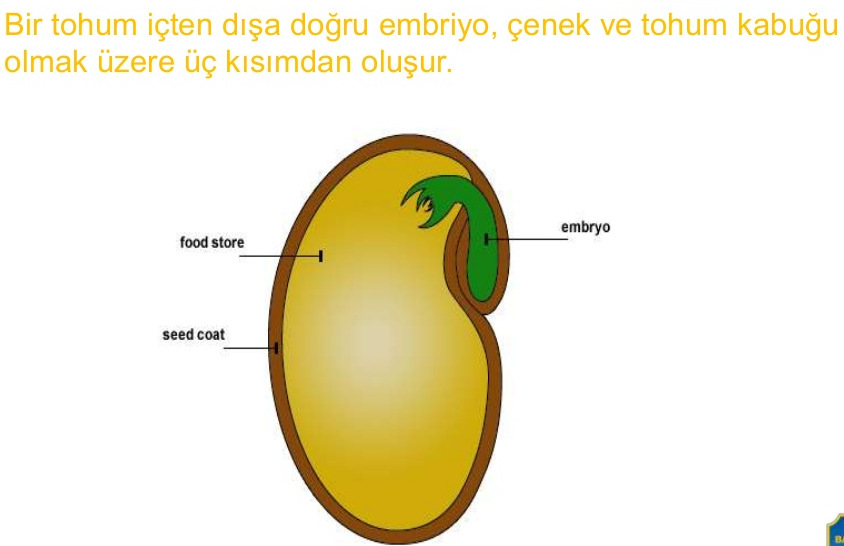 Bir tohum içten dışa doğru embriyo, çenek ve tohum kabuğu
olmak üzere üç kısımdan oluşur.
embryo
food store
seed coat